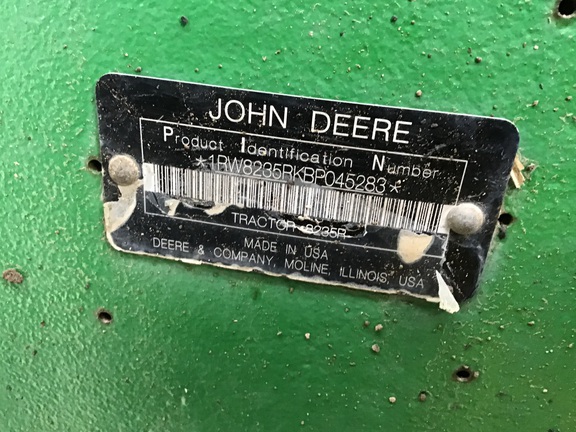 JOHN DEERE
Product Identification Number
*1RW8235RKBP045283*
TRACTOR 8235R
MADE IN USA
DEERE & COMPANY, MOLINE, ILLINOIS, USA